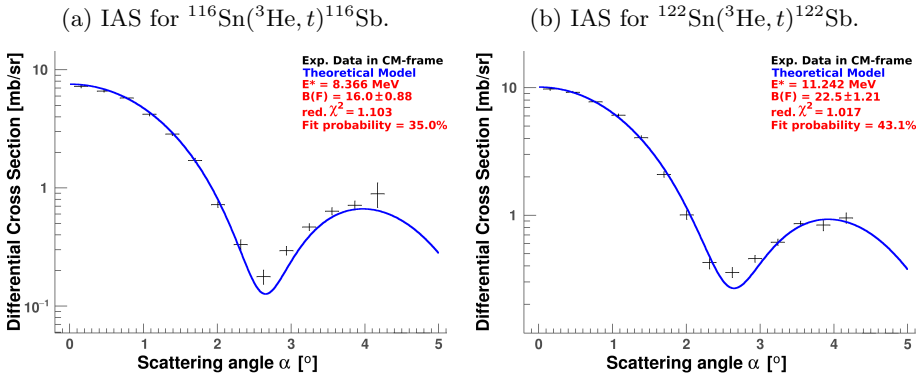 (a) IAS for ¹¹⁶Sn(³He, t)¹¹⁶Sb.
Differential Cross Section [mb/sr]
10
1
10⁻¹
Exp. Data in CM-frame
Theoretical Model
E* = 8.366 MeV
B(F) = 16.0±0.88
red. χ² = 1.103
Fit probability = 35.0%
0 1 2 3 4 5
Scattering angle α [°]
(b) IAS for ¹²²Sn(³He, t)¹²²Sb.
Differential Cross Section [mb/sr]
10
1
Exp. Data in CM-frame
Theoretical Model
E* = 11.242 MeV
B(F) = 22.5±1.21
red. χ² = 1.017
Fit probability = 43.1%
0 1 2 3 4 5
Scattering angle α [°]